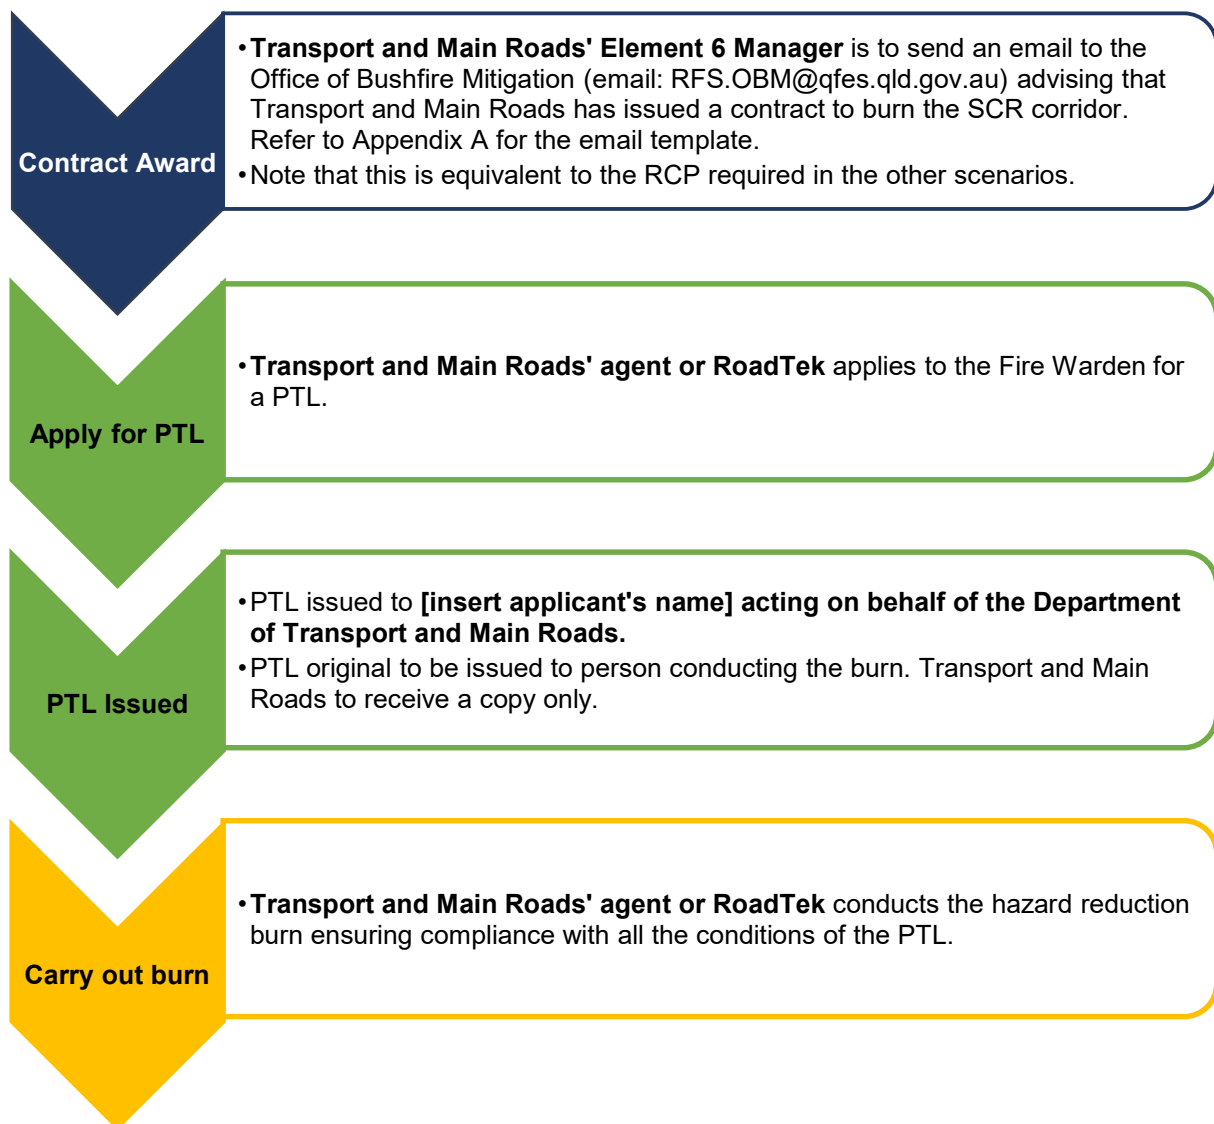 Contract Award
•Transport and Main Roads' Element 6 Manager is to send an email to the
Office of Bushfire Mitigation (email: RFS.OBM@qfes.qld.gov.au) advising that
Transport and Main Roads has issued a contract to burn the SCR corridor.
Refer to Appendix A for the email template.
•Note that this is equivalent to the RCP required in the other scenarios.
Apply for PTL
•Transport and Main Roads' agent or RoadTek applies to the Fire Warden for
a PTL.
PTL Issued
•PTL issued to [insert applicant's name] acting on behalf of the Department
of Transport and Main Roads.
•PTL original to be issued to person conducting the burn. Transport and Main
Roads to receive a copy only.
Carry out burn
•Transport and Main Roads' agent or RoadTek conducts the hazard reduction
burn ensuring compliance with all the conditions of the PTL.